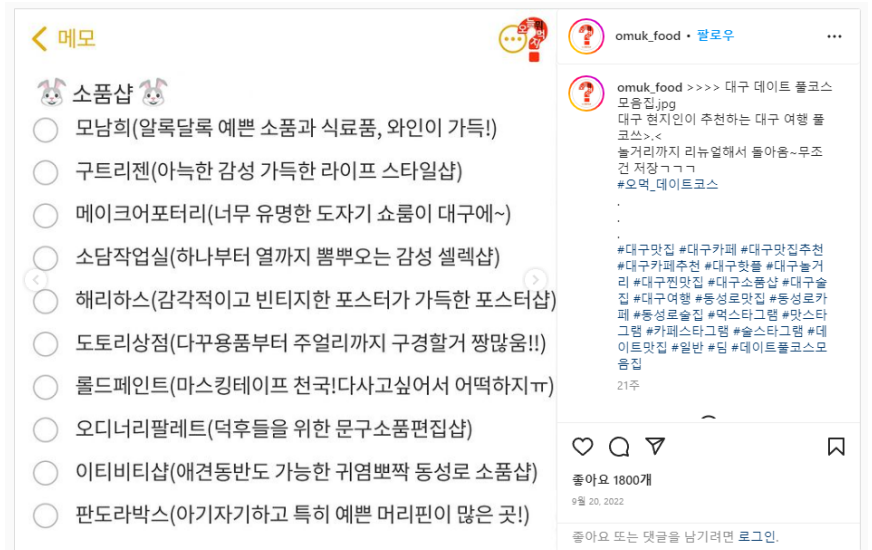 메모
오늘뭐
먹지
?
소품샵
모남희(알록달록 예쁜 소품과 식료품, 와인이 가득!)
구트리젠(아늑한 감성 가득한 라이프 스타일샵)
메이크어포터리(너무 유명한 도자기 쇼룸이 대구에~)
소담작업실(하나부터 열까지 뽐뿌오는 감성 셀렉샵)
해리하스(감각적이고 빈티지한 포스터가 가득한 포스터샵)
도토리상점(다꾸용품부터 주얼리까지 구경할거 짱많움!!)
롤드페인트(마스킹테이프 천국!다사고싶어서 어떡하지ㅠ)
오디너리팔레트(덕후들을 위한 문구소품편집샵)
이티비티샵(애견동반도 가능한 귀염뽀짝 동성로 소품샵)
판도라박스(아기자기하고 특히 예쁜 머리핀이 많은 곳!)
omuk_food • 팔로우
omuk_food >>>> 대구 데이트 풀코스
모음집.jpg
대구 현지인이 추천하는 대구 여행 풀
코쓰>.<
놀거리까지 리뉴얼해서 돌아옴~무조
건 저장ㄱㄱㄱ
#오먹_데이트코스
.
.
.
#대구맛집 #대구카페 #대구맛집추천
#대구카페추천 #대구핫플 #대구놀거
리 #대구찐맛집 #대구소품샵 #대구술
집 #대구여행 #동성로맛집 #동성로카
페 #동성로술집 #먹스타그램 #맛스타
그램 #카페스타그램 #술스타그램 #데
이트맛집 #일반 #딤 #데이트풀코스모
음집
21주
좋아요 1800개
9월 20, 2022
좋아요 또는 댓글을 남기려면 로그인.